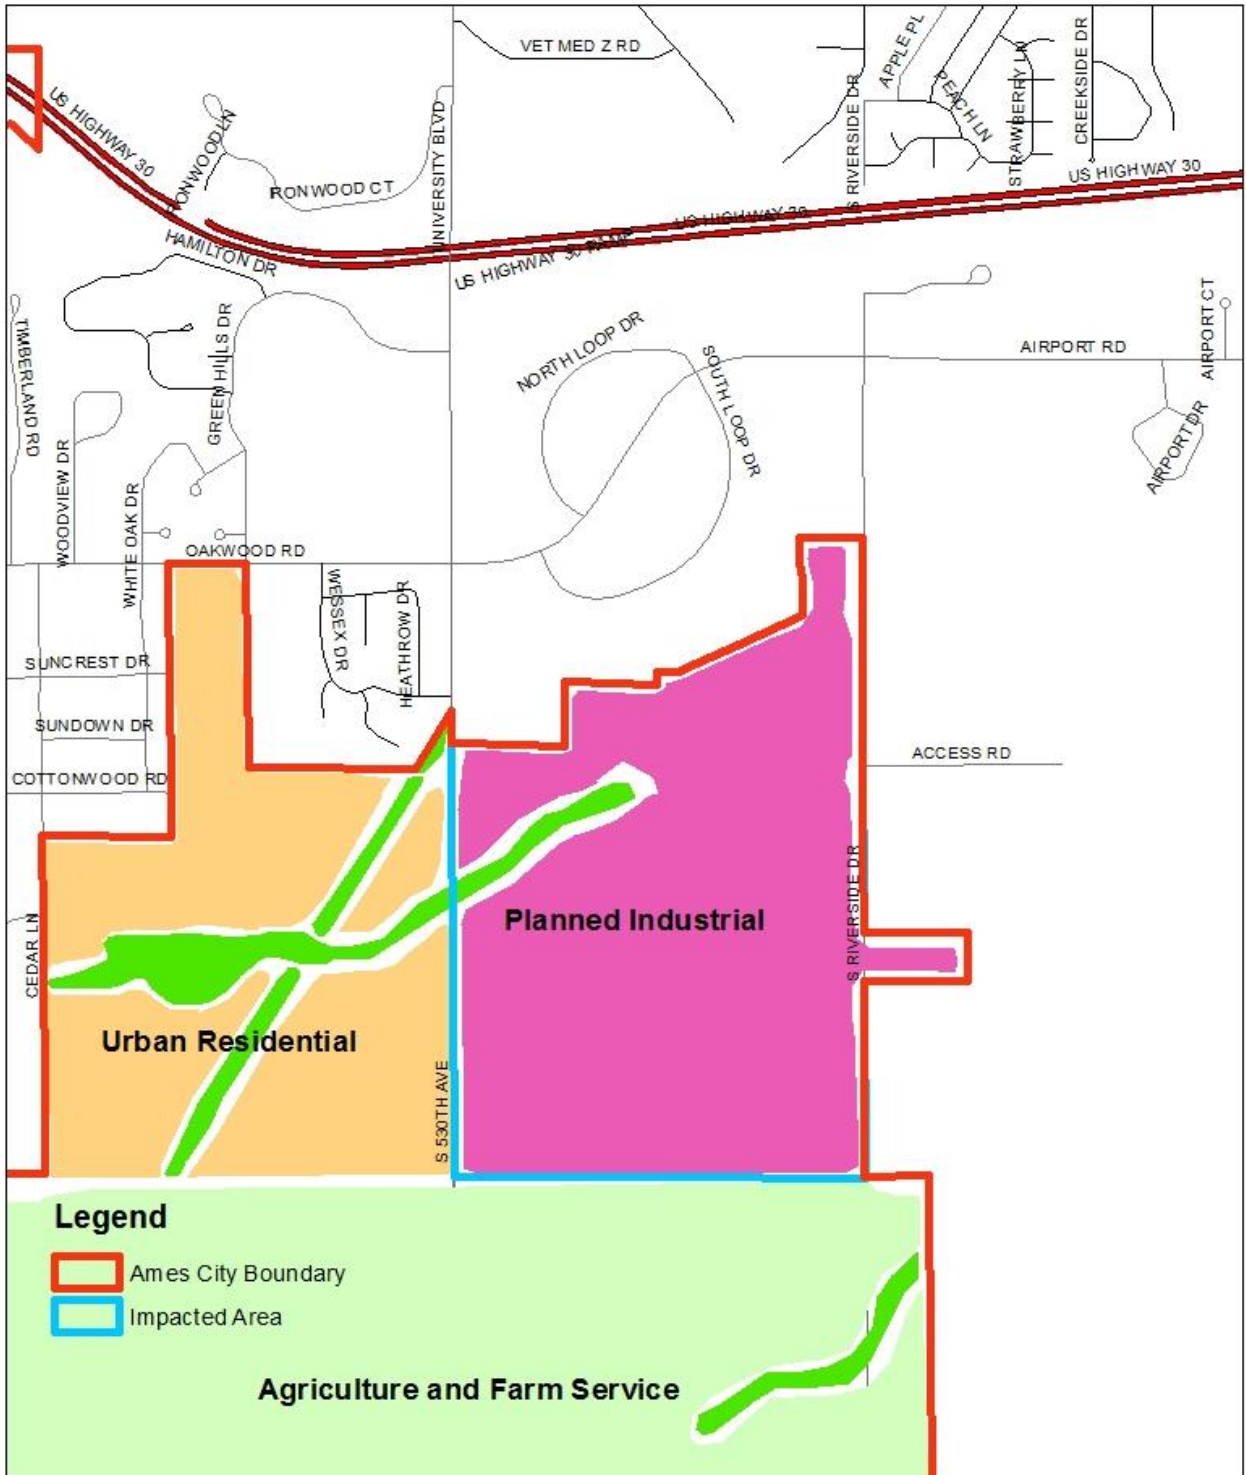 VET MED Z RD
APPLE PL
PEACH LN
STRAWBERRY LN
CREEKSIDE DR
S RIVERSIDE DR
UNIVERSITY BLVD
US HIGHWAY 30
IRONWOOD LN
IRONWOOD CT
US HIGHWAY 30
US HIGHWAY 30
HAMILTON DR
US HIGHWAY 30 RAMP
TIMBERLAND RD
GREEN HILLS DR
NORTH LOOP DR
SOUTH LOOP DR
AIRPORT RD
AIRPORT CT
AIRPORT DR
WOODVIEW DR
WHITE OAK DR
OAKWOOD RD
WESSEX DR
HEATHROW DR
SUNCREST DR
SUNDOWN DR
COTTONWOOD RD
ACCESS RD
S RIVERSIDE DR
CEDAR LN
Planned Industrial
Urban Residential
S 530TH AVE
Legend
Ames City Boundary
Impacted Area
Agriculture and Farm Service